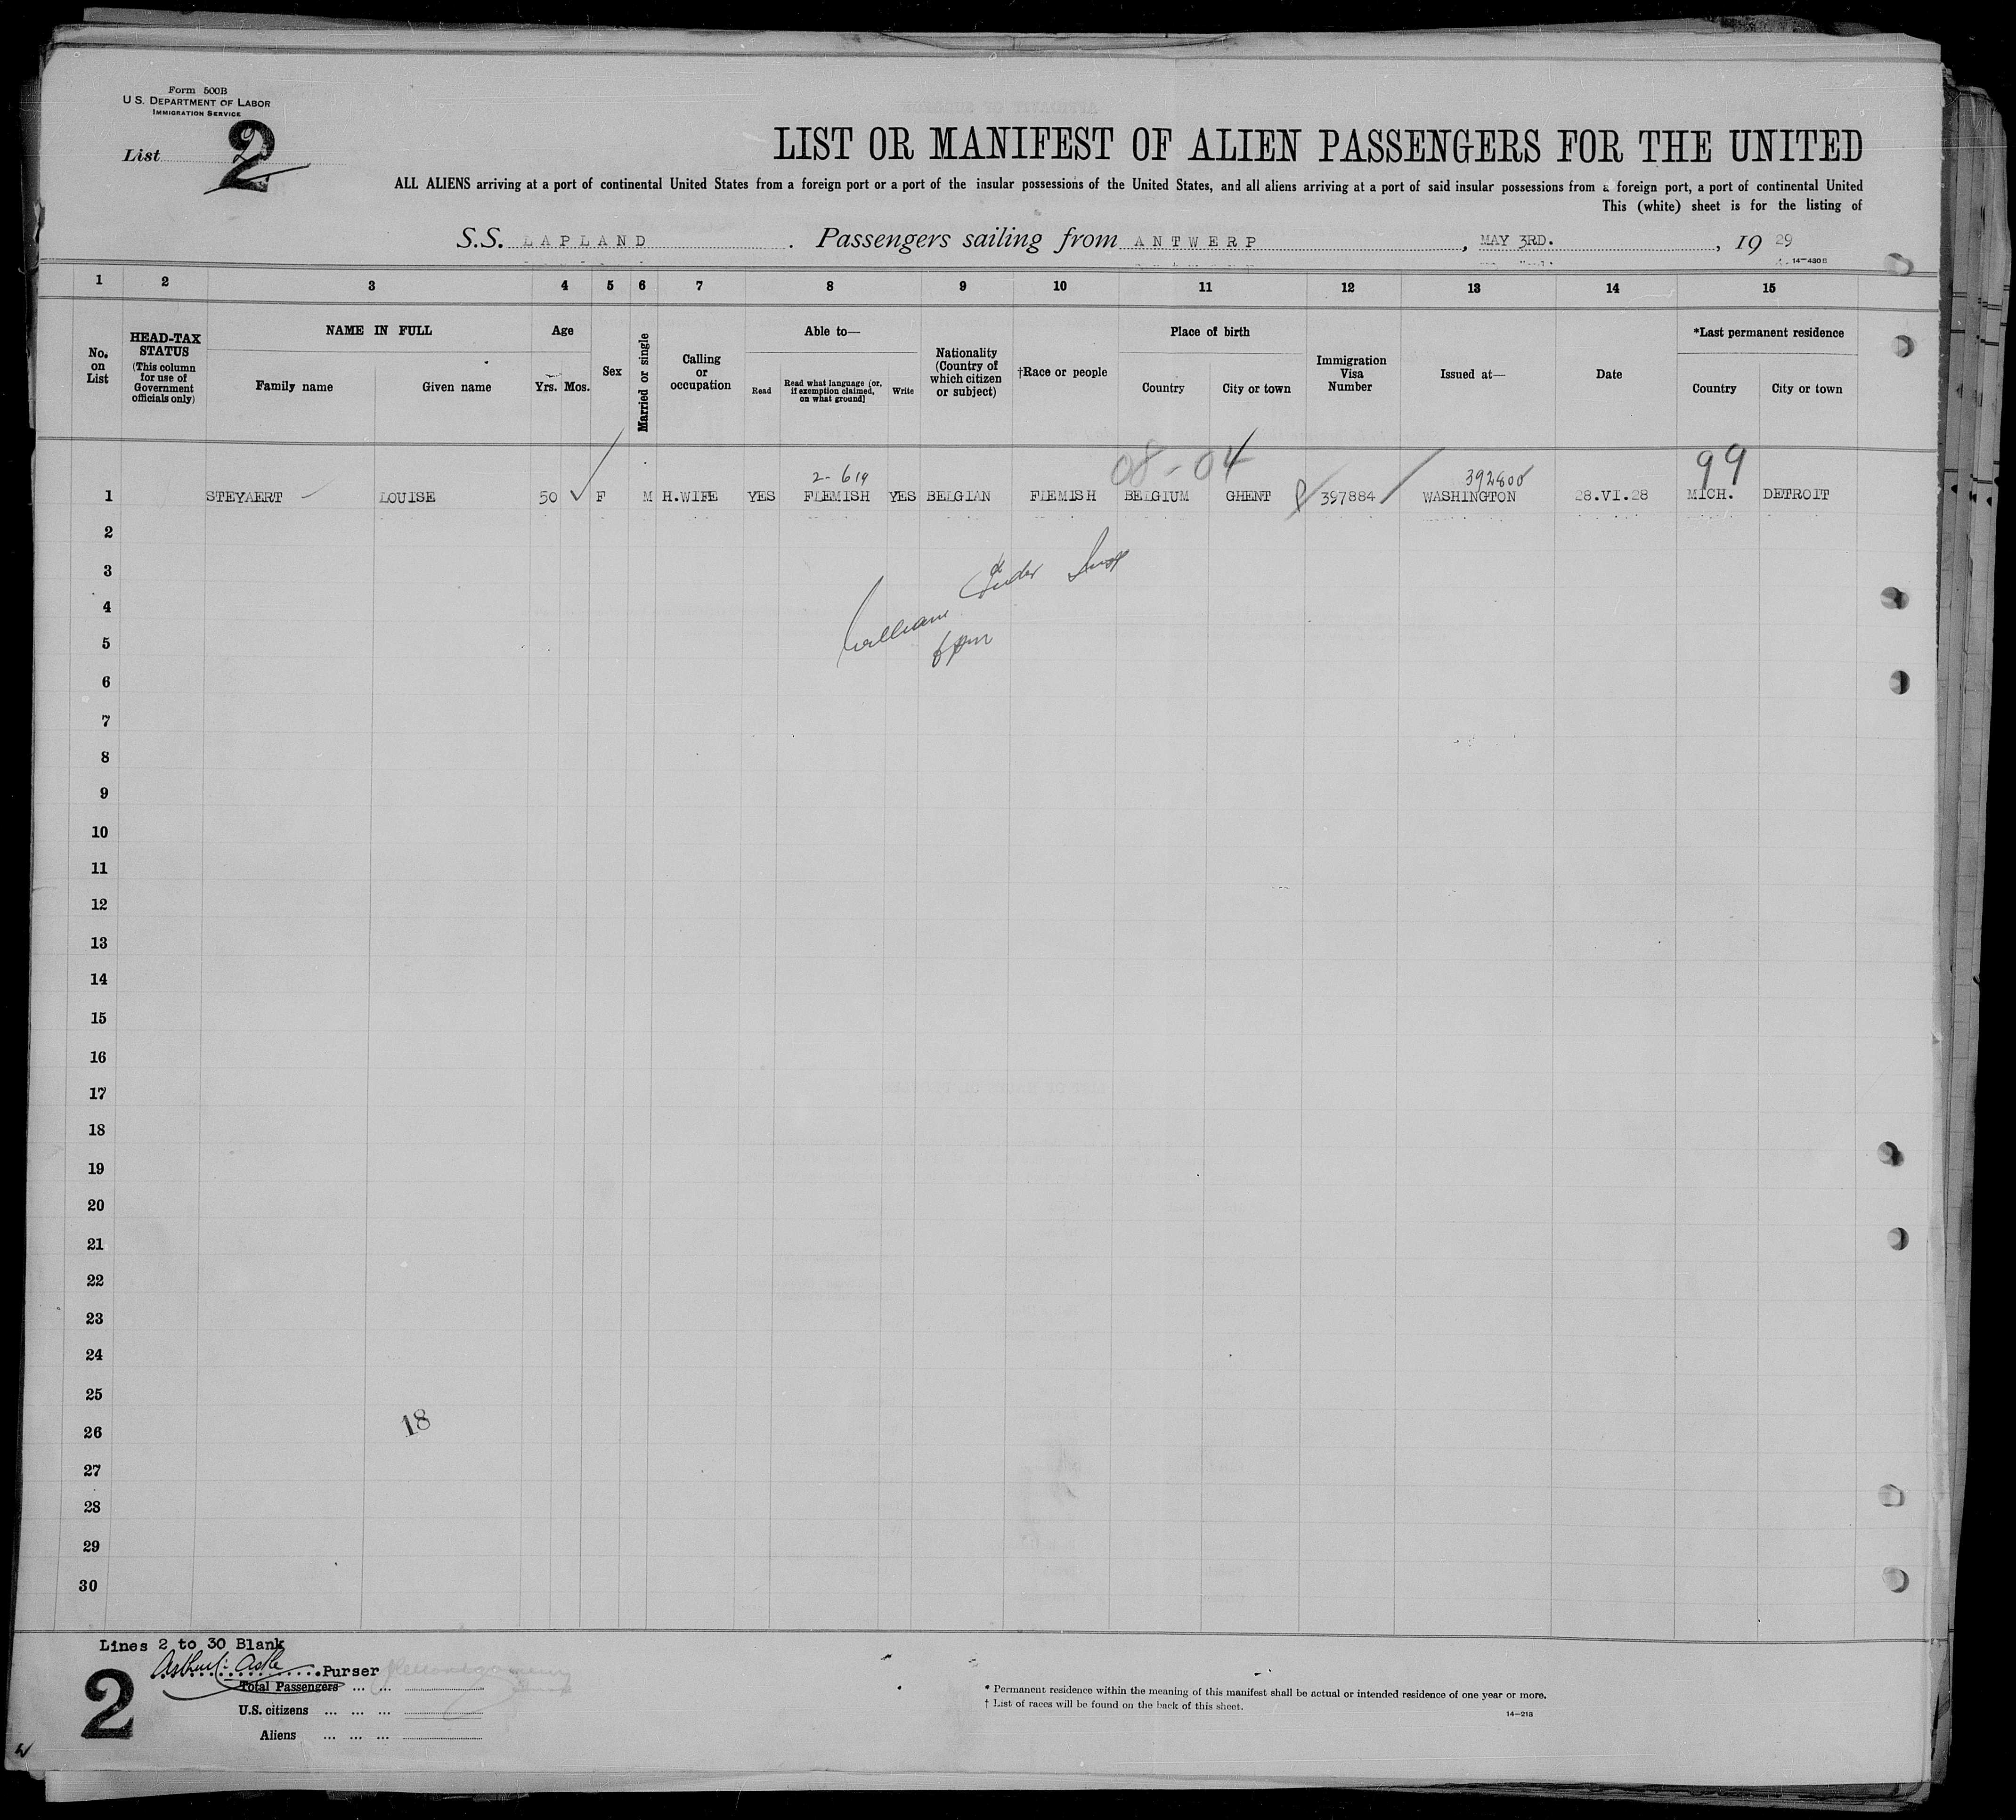 Form 500B
U.S. DEPARTMENT OF LABOR
IMMIGRATION SERVICE
List 2
2
LIST OR MANIFEST OF ALIEN PASSENGERS FOR THE UNITED
ALL ALIENS arriving at a port of continental United States from a foreign port or a port of the insular possessions of the United States, and all aliens arriving at a port of said insular possessions from a foreign port, a port of continental United
This (white) sheet is for the listing of
S.S. LAPLAND . Passengers sailing from ANTWERP , MAY 3RD. , 19 29
14-430B
1 2 3 4 5 6 7 8 9 10 11 12 13 14 15
No. on List
HEAD-TAX STATUS (This column for use of Government officials only)
NAME IN FULL
Family name Given name
Age
Yrs. Mos.
Sex
Married or single
Calling or occupation
Able to—
Read Read what language [or, if exemption claimed, on what ground] Write
Nationality (Country of which citizen or subject)
†Race or people
Place of birth
Country City or town
Immigration Visa Number
Issued at—
Date
*Last permanent residence
Country City or town
2- 614 08-04 392800 99
1 STEYAERT LOUISE 50 F M H.WIFE YES FLEMISH YES BELGIAN FLEMISH BELGIUM GHENT 397884 WASHINGTON 28.VI.28 MICH. DETROIT
2
3
4
William
5
6pm
6
7
8
9
10
11
12
13
14
15
16
17
18
19
20
21
22
23
24
25
18
26
27
28
29
30
Lines 2 to 30 Blank
Purser
2
Total Passengers ... ...
U.S. citizens ... ... ...
Aliens ... ... ...
* Permanent residence within the meaning of this manifest shall be actual or intended residence of one year or more.
† List of races will be found on the back of this sheet.
14-218